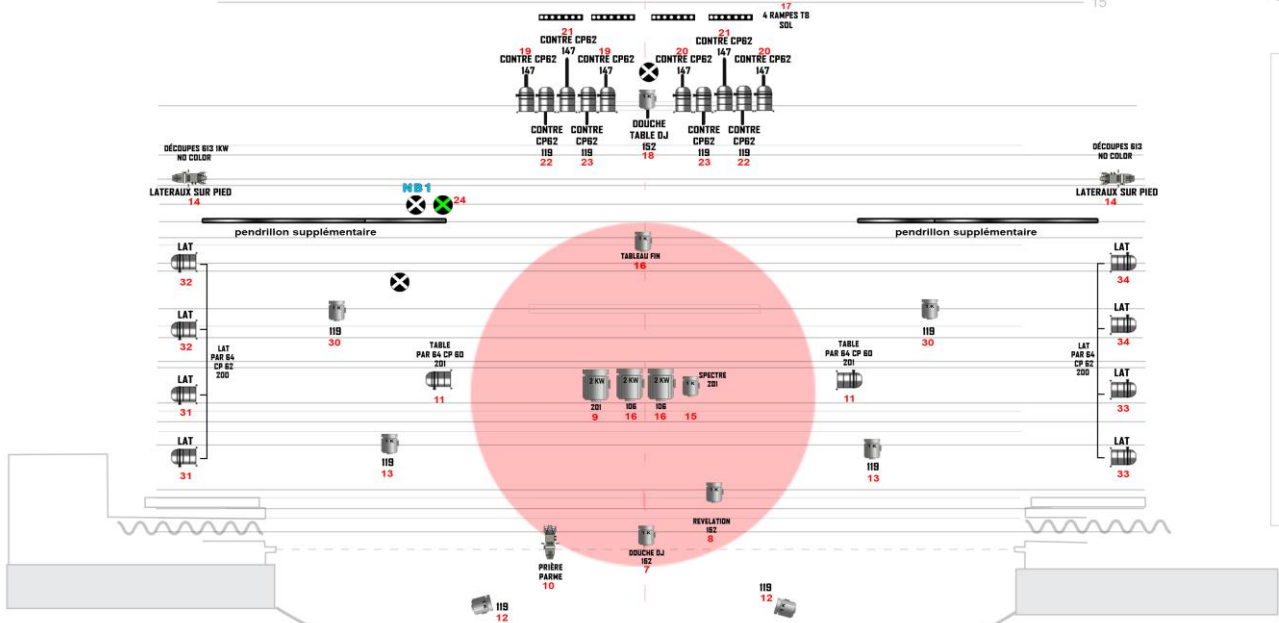 15
17
4 RAMPES T8
SOL
21
CONTRE CP62
147
21
CONTRE CP62
147
19
CONTRE CP62
147
19
CONTRE CP62
147
20
CONTRE CP62
147
20
CONTRE CP62
147
CONTRE
CP62
119
22
CONTRE
CP62
119
23
DOUCHE
TABLE DJ
152
18
CONTRE
CP62
119
23
CONTRE
CP62
119
22
DÉCOUPES 613 1KW
NO COLOR
LATERAUX SUR PIED
14
DÉCOUPES 613
NO COLOR
LATERAUX SUR PIED
14
NB1
24
pendrillon supplémentaire
pendrillon supplémentaire
LAT
32
TABLEAU FIN
16
LAT
34
LAT
32
119
30
119
30
LAT
34
LAT
PAR 64
CP 62
200
TABLE
PAR 64 CP 60
201
11
TABLE
PAR 64 CP 60
201
11
LAT
PAR 64
CP 62
200
2 KW
201
9
2 KW
106
16
2 KW
106
16
1 K
SPECTRE
201
15
LAT
31
LAT
33
LAT
31
119
13
119
13
LAT
33
REVELATION
162
8
PRIÈRE
PARME
10
1 K
DOUCHE DJ
162
7
119
12
119
12